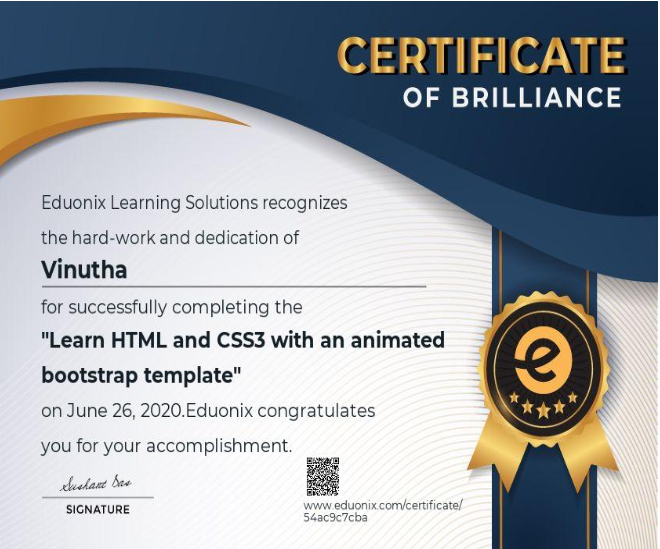 CERTIFICATE
OF BRILLIANCE
Eduonix Learning Solutions recognizes
the hard-work and dedication of
Vinutha
for successfully completing the
"Learn HTML and CSS3 with an animated
bootstrap template"
on June 26, 2020.Eduonix congratulates
you for your accomplishment.
Sushant Das
SIGNATURE
www.eduonix.com/certificate/
54ac9c7cba
e